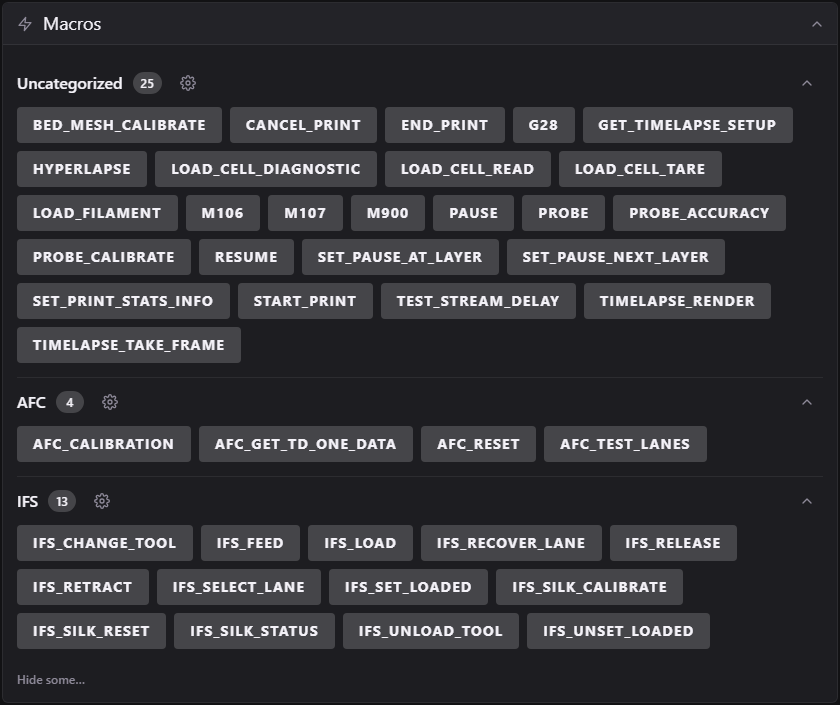 Macros
Uncategorized 25
BED_MESH_CALIBRATE CANCEL_PRINT END_PRINT G28 GET_TIMELAPSE_SETUP
HYPERLAPSE LOAD_CELL_DIAGNOSTIC LOAD_CELL_READ LOAD_CELL_TARE
LOAD_FILAMENT M106 M107 M900 PAUSE PROBE PROBE_ACCURACY
PROBE_CALIBRATE RESUME SET_PAUSE_AT_LAYER SET_PAUSE_NEXT_LAYER
SET_PRINT_STATS_INFO START_PRINT TEST_STREAM_DELAY TIMELAPSE_RENDER
TIMELAPSE_TAKE_FRAME
AFC 4
AFC_CALIBRATION AFC_GET_TD_ONE_DATA AFC_RESET AFC_TEST_LANES
IFS 13
IFS_CHANGE_TOOL IFS_FEED IFS_LOAD IFS_RECOVER_LANE IFS_RELEASE
IFS_RETRACT IFS_SELECT_LANE IFS_SET_LOADED IFS_SILK_CALIBRATE
IFS_SILK_RESET IFS_SILK_STATUS IFS_UNLOAD_TOOL IFS_UNSET_LOADED
Hide some...